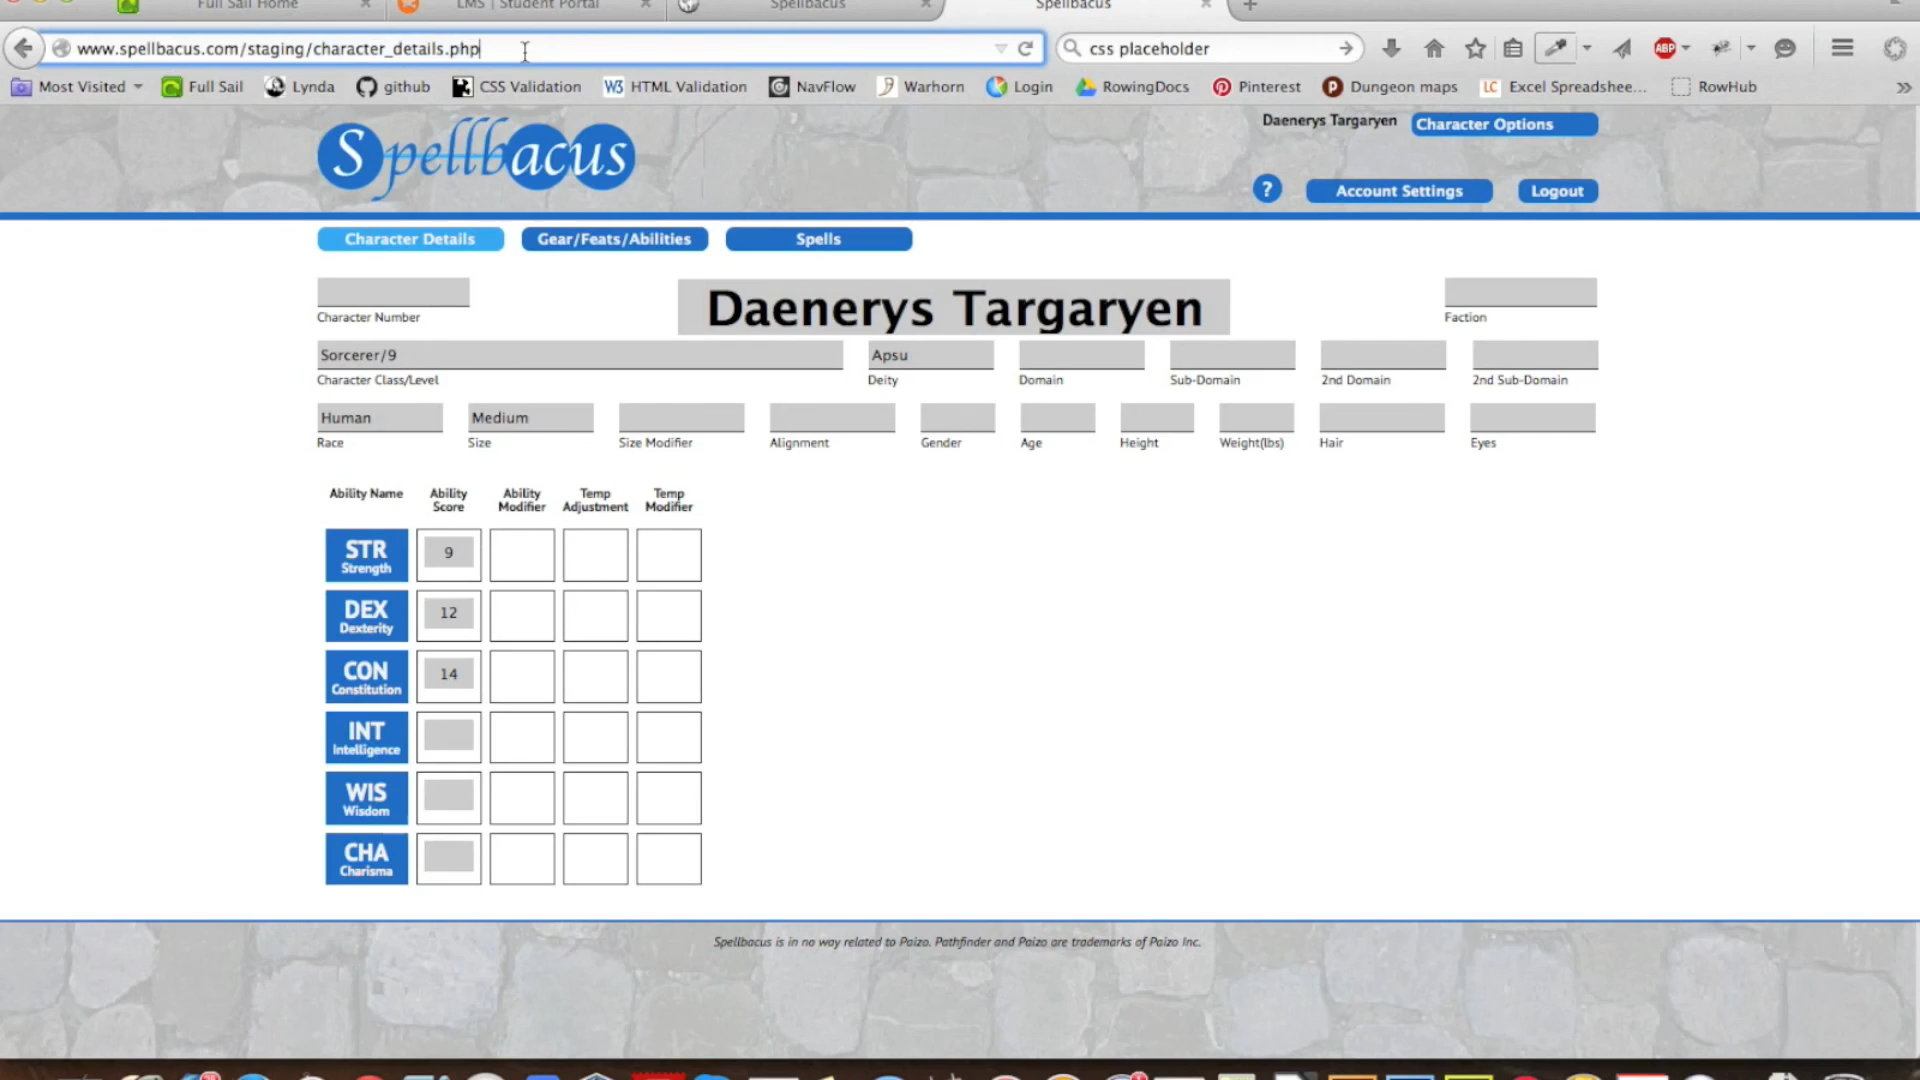 Full Sail Home
LMS | Student Portal
Spellbacus
Spellbacus
www.spellbacus.com/staging/character_details.php
css placeholder
ABP
Most Visited
Full Sail
Lynda
github
CSS Validation
W3 HTML Validation
NavFlow
Warhorn
Login
RowingDocs
Pinterest
Dungeon maps
LC Excel Spreadshee...
RowHub
Spellbacus
Daenerys Targaryen
Character Options
?
Account Settings
Logout
Character Details
Gear/Feats/Abilities
Spells
Daenerys Targaryen
Character Number
Faction
Sorcerer/9
Apsu
Character Class/Level
Deity
Domain
Sub-Domain
2nd Domain
2nd Sub-Domain
Human
Medium
Race
Size
Size Modifier
Alignment
Gender
Age
Height
Weight(lbs)
Hair
Eyes
Ability Name
Ability
Score
Ability
Modifier
Temp
Adjustment
Temp
Modifier
STR
Strength
9
DEX
Dexterity
12
CON
Constitution
14
INT
Intelligence
WIS
Wisdom
CHA
Charisma
Spellbacus is in no way related to Paizo. Pathfinder and Paizo are trademarks of Paizo Inc.